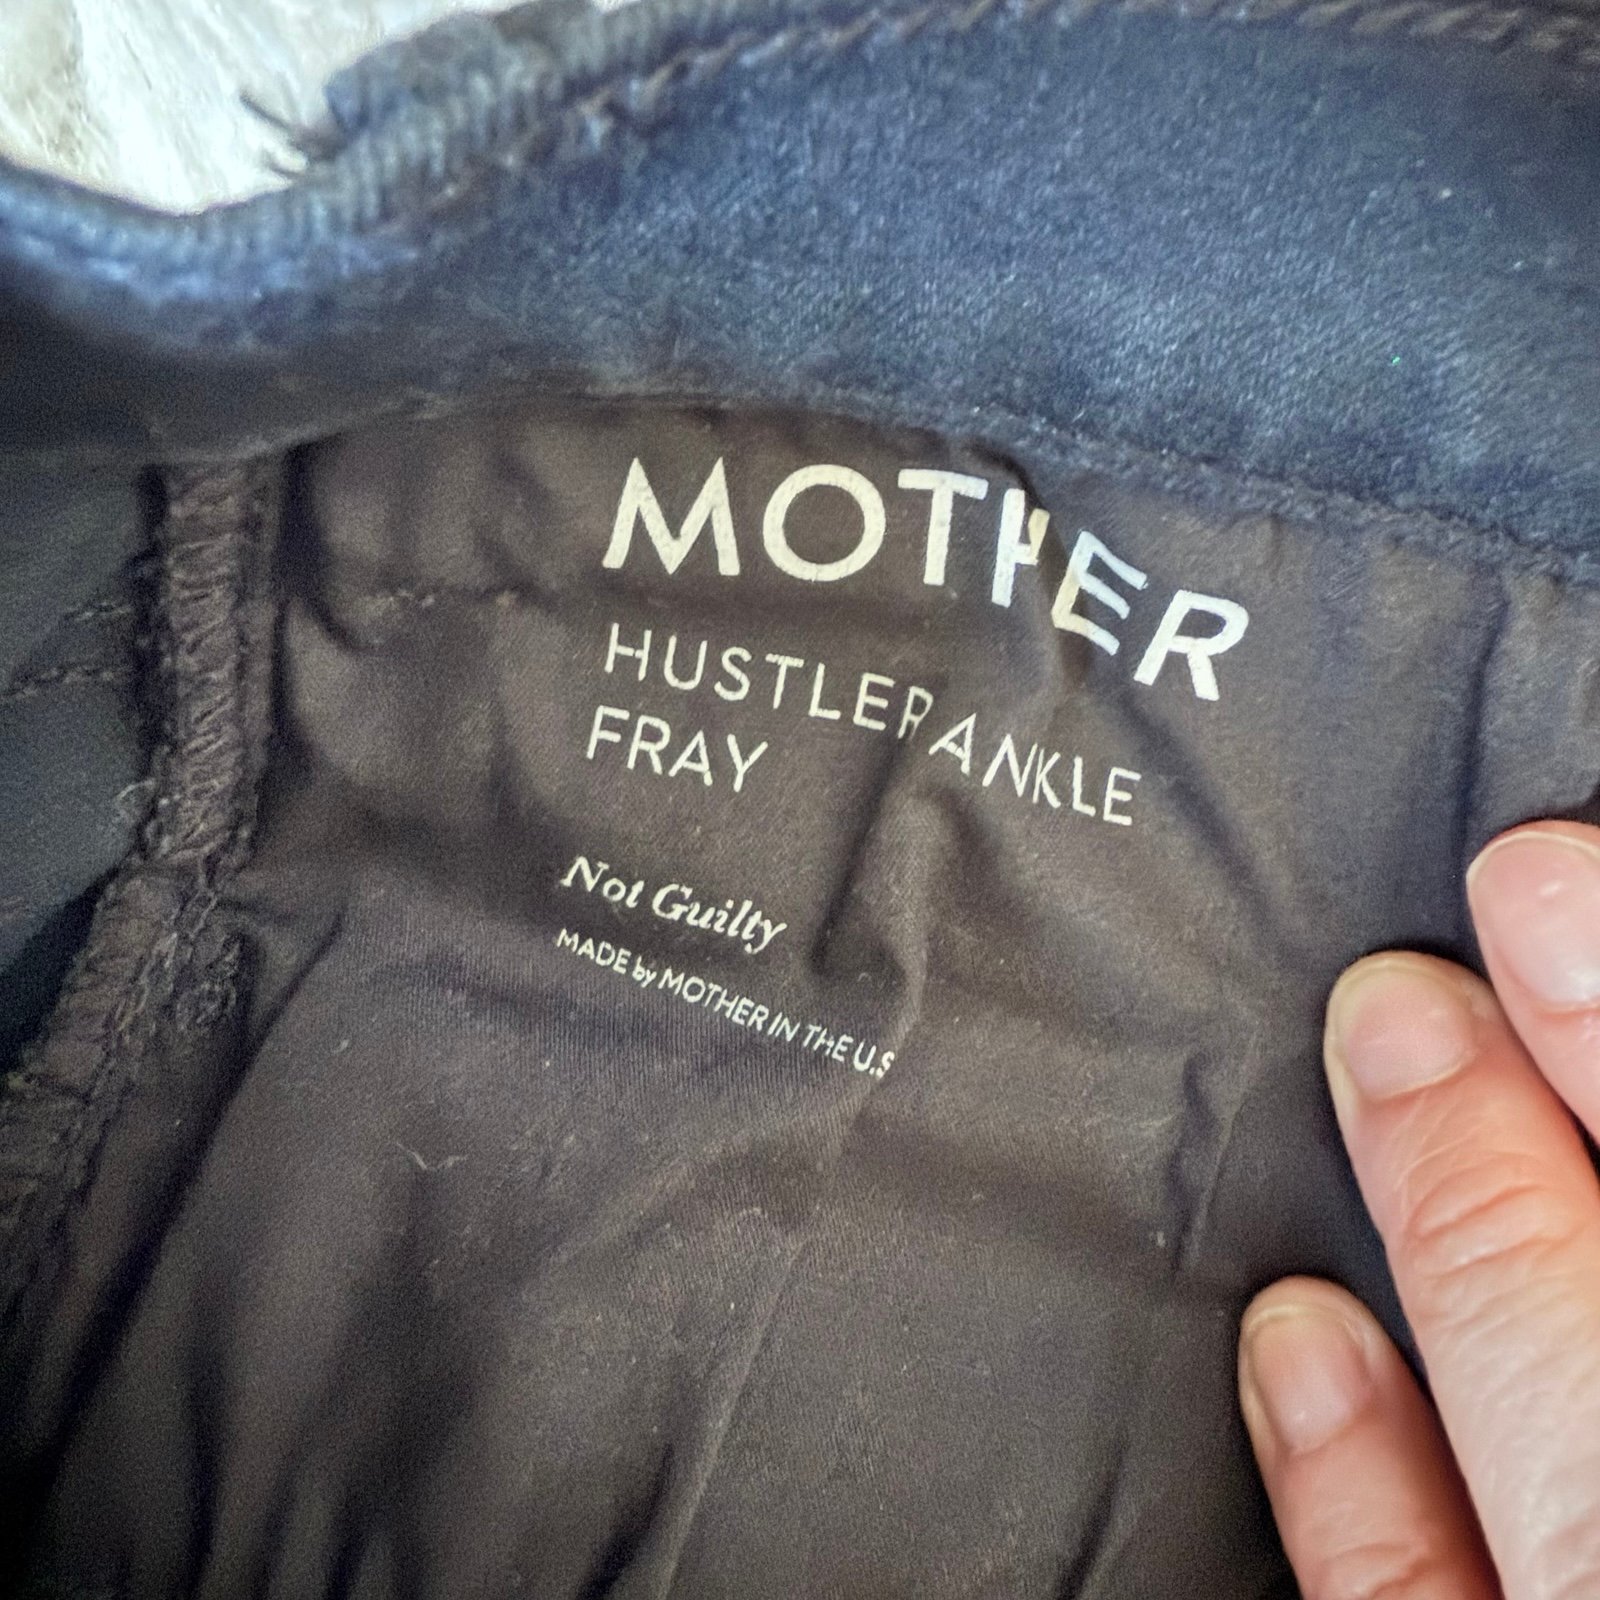 MOTHER
HUSTLER ANKLE
FRAY
Not Guilty
MADE by MOTHER IN THE U.S